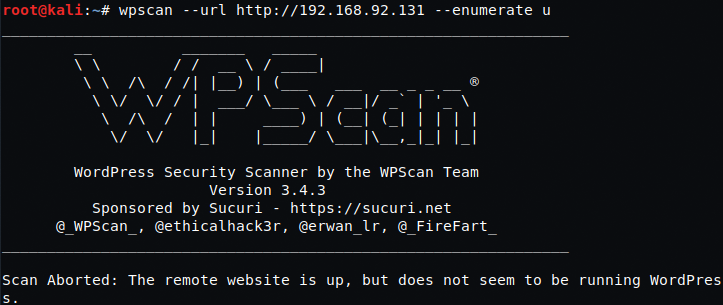 root@kali:~# wpscan --url http://192.168.92.131 --enumerate u
WPScan ®
WordPress Security Scanner by the WPScan Team
Version 3.4.3
Sponsored by Sucuri - https://sucuri.net
@_WPScan_, @ethicalhack3r, @erwan_lr, @_FireFart_
Scan Aborted: The remote website is up, but does not seem to be running WordPres
s.